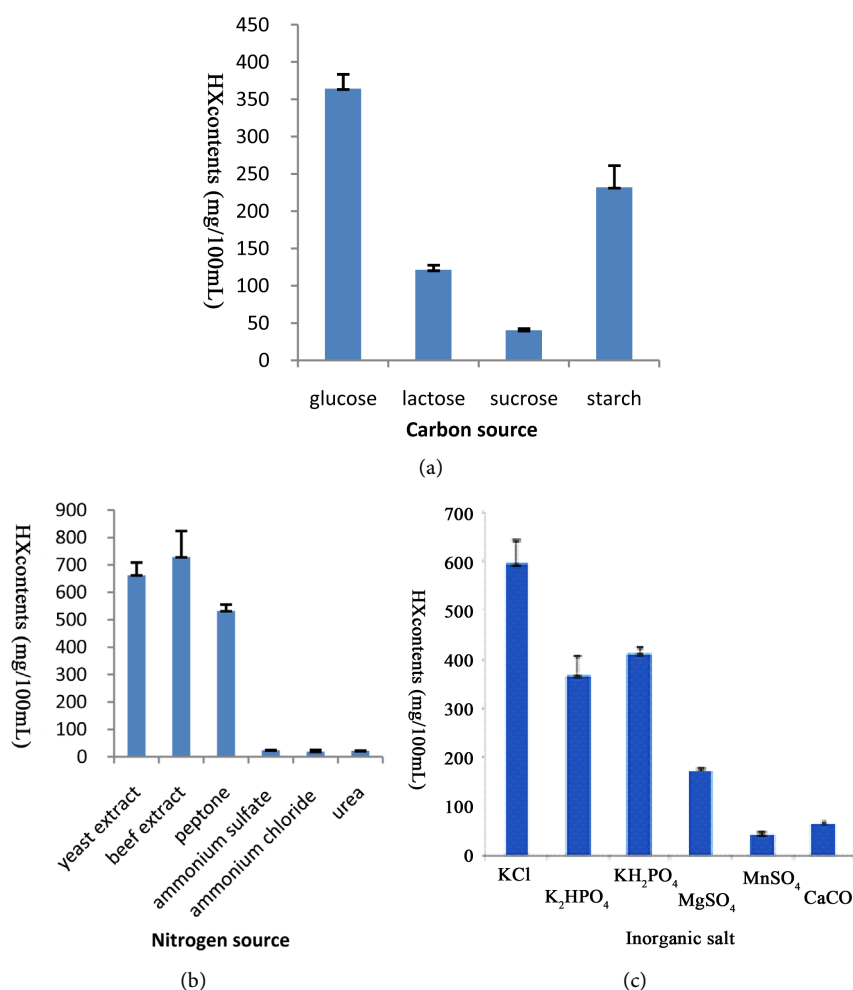 HXcontents (mg/100mL)
450
400
350
300
250
200
150
100
50
0
glucose lactose sucrose starch
Carbon source
(a)
HXcontents (mg/100mL)
900
800
700
600
500
400
300
200
100
0
yeast extract
beef extract
peptone
ammonium sulfate
ammonium chloride
urea
Nitrogen source
(b)
HXcontents (mg/100mL)
700
600
500
400
300
200
100
0
KCl
K₂HPO₄
KH₂PO₄
MgSO₄
MnSO₄
CaCO
Inorganic salt
(c)